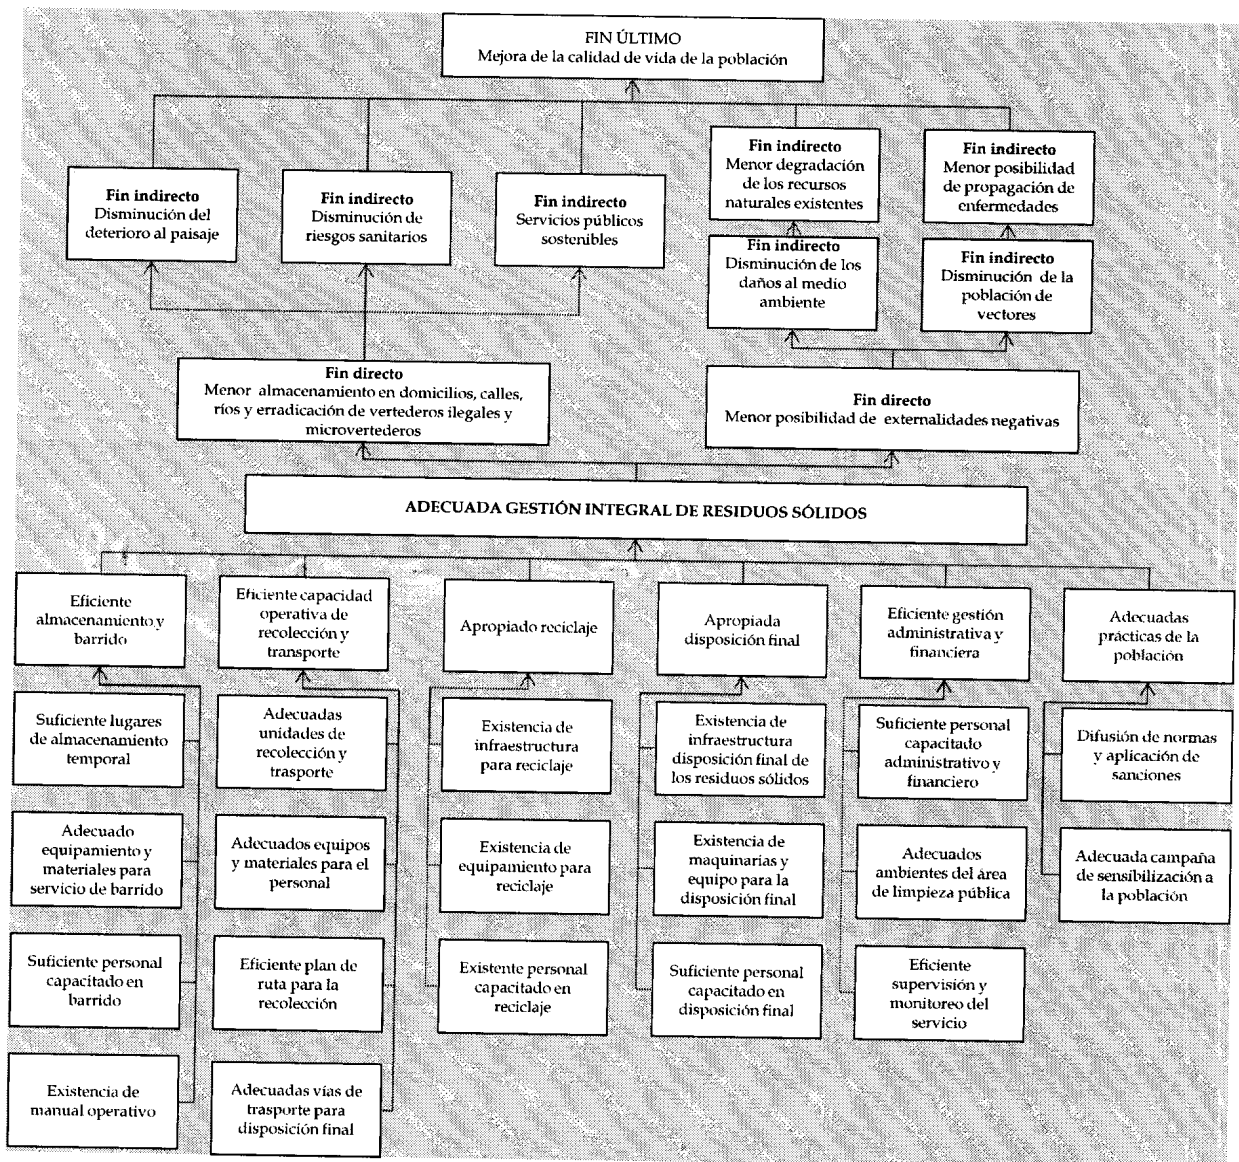 FIN ÚLTIMO
Mejora de la calidad de vida de la población
Fin indirecto
Disminución del
deterioro al paisaje
Fin indirecto
Disminución de
riesgos sanitarios
Fin indirecto
Servicios públicos
sostenibles
Fin indirecto
Menor degradación
de los recursos
naturales existentes
Fin indirecto
Menor posibilidad
de propagación de
enfermedades
Fin indirecto
Disminución de los
daños al medio
ambiente
Fin indirecto
Disminución de la
población de
vectores
Fin directo
Menor almacenamiento en domicilios, calles,
ríos y erradicación de vertederos ilegales y
microvertederos
Fin directo
Menor posibilidad de externalidades negativas
ADECUADA GESTIÓN INTEGRAL DE RESIDUOS SÓLIDOS
Eficiente
almacenamiento y
barrido
Eficiente capacidad
operativa de
recolección y
transporte
Apropiado reciclaje
Apropiada
disposición final
Eficiente gestión
administrativa y
financiera
Adecuadas
prácticas de la
población
Suficiente lugares
de almacenamiento
temporal
Adecuadas
unidades de
recolección y
trasporte
Existencia de
infraestructura
para reciclaje
Existencia de
infraestructura
disposición final
de los residuos sólidos
Suficiente personal
capacitado
administrativo y
financiero
Difusión de normas
y aplicación de
sanciones
Adecuado
equipamiento y
materiales para
servicio de barrido
Adecuados equipos
y materiales para el
personal
Existencia de
equipamiento para
reciclaje
Existencia de
maquinarias y
equipo para la
disposición final
Adecuados
ambientes del área
de limpieza pública
Adecuada campaña
de sensibilización a
la población
Suficiente personal
capacitado en
barrido
Eficiente plan de
ruta para la
recolección
Existente personal
capacitado en
reciclaje
Suficiente personal
capacitado en
disposición final
Eficiente
supervisión y
monitoreo del
servicio
Existencia de
manual operativo
Adecuadas vías de
trasporte para
disposición final